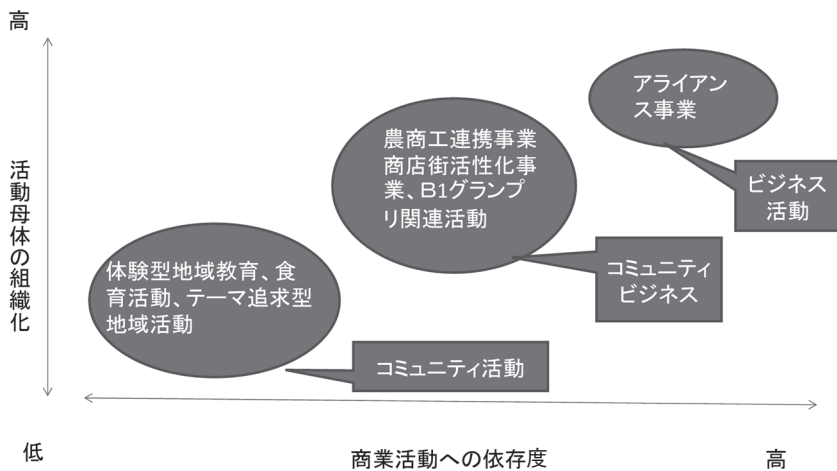 高
アライアン
ス事業
農商工連携事業
商店街活性化事
業、B1グランプ
リ関連活動
ビジネス
活動
活動母体の組織化
体験型地域教育、食
育活動、テーマ追求型
地域活動
コミュニティ
ビジネス
コミュニティ活動
低
商業活動への依存度
高